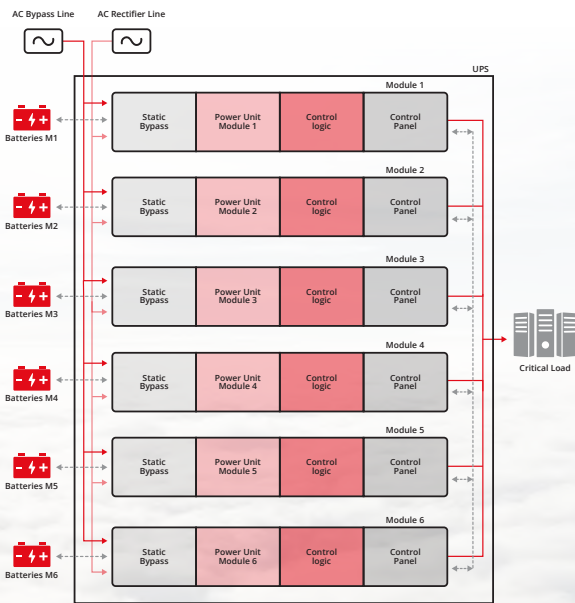 AC Bypass Line
AC Rectifier Line
UPS
Module 1
Static
Bypass
Power Unit
Module 1
Control
logic
Control
Panel
Batteries M1
Module 2
Static
Bypass
Power Unit
Module 2
Control
logic
Control
Panel
Batteries M2
Module 3
Static
Bypass
Power Unit
Module 3
Control
logic
Control
Panel
Batteries M3
Critical Load
Module 4
Static
Bypass
Power Unit
Module 4
Control
logic
Control
Panel
Batteries M4
Module 5
Static
Bypass
Power Unit
Module 5
Control
logic
Control
Panel
Batteries M5
Module 6
Static
Bypass
Power Unit
Module 6
Control
logic
Control
Panel
Batteries M6